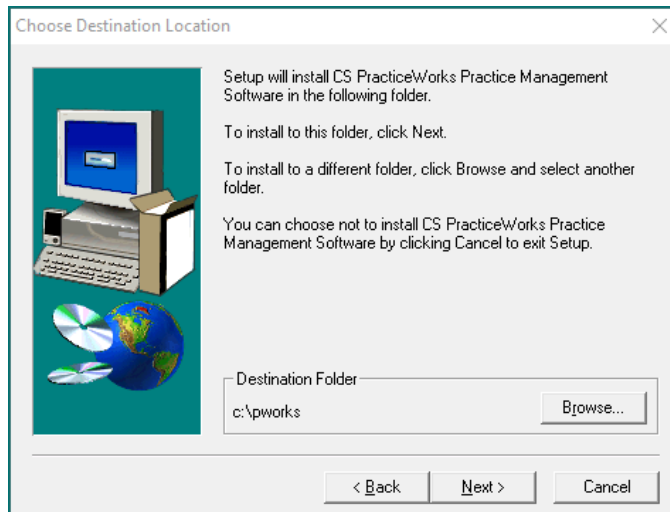 Choose Destination Location
Setup will install CS PracticeWorks Practice Management
Software in the following folder.
To install to this folder, click Next.
To install to a different folder, click Browse and select another
folder.
You can choose not to install CS PracticeWorks Practice
Management Software by clicking Cancel to exit Setup.
Destination Folder
c:\pworks
Browse...
< Back
Next >
Cancel